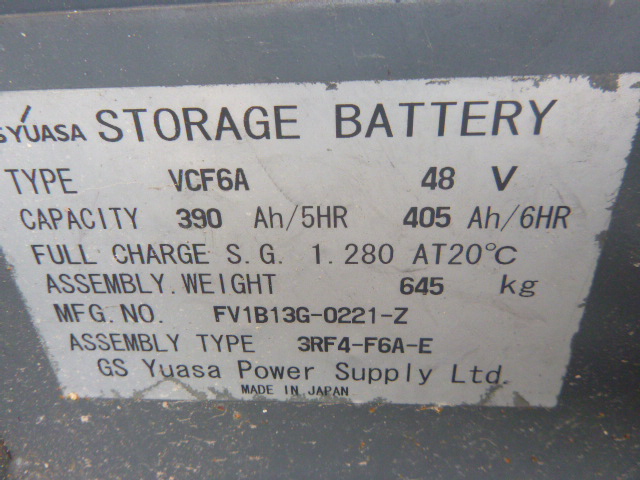 GS YUASA STORAGE BATTERY
TYPE VCF6A 48 V
CAPACITY 390 Ah/5HR 405 Ah/6HR
FULL CHARGE S.G. 1.280 AT20°C
ASSEMBLY.WEIGHT 645 kg
MFG.NO. FV1B13G-0221-Z
ASSEMBLY TYPE 3RF4-F6A-E
GS Yuasa Power Supply Ltd.
MADE IN JAPAN